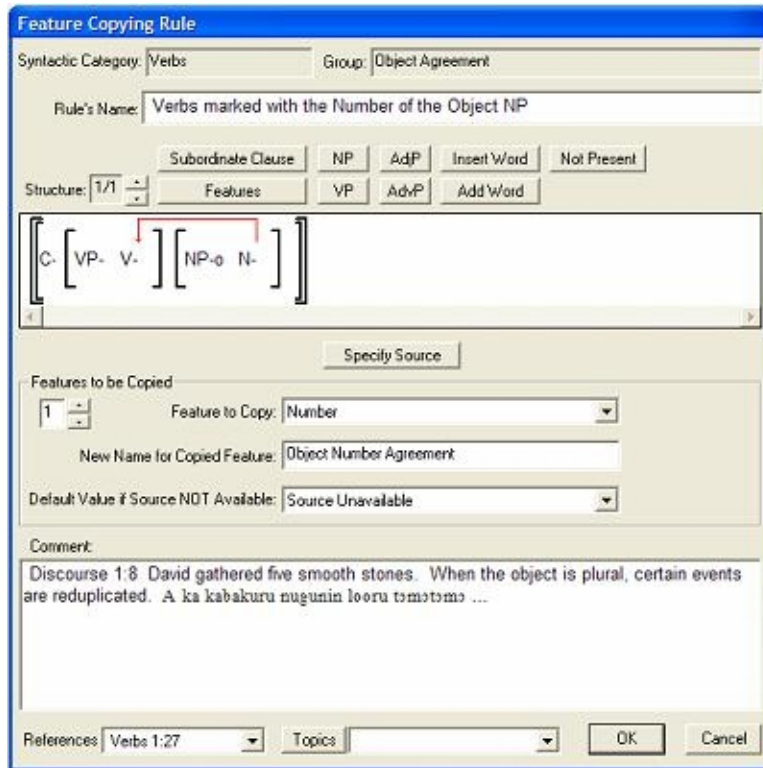 Feature Copying Rule
Syntactic Category: Verbs Group: Object Agreement
Rule's Name: Verbs marked with the Number of the Object NP
Subordinate Clause NP AdjP Insert Word Not Present
Structure: 1/1 Features VP AdvP Add Word
C- VP- V- NP-o N-
Specify Source
Features to be Copied
1 Feature to Copy: Number
New Name for Copied Feature: Object Number Agreement
Default Value if Source NOT Available: Source Unavailable
Comment:
Discourse 1:8 David gathered five smooth stones. When the object is plural, certain events
are reduplicated. A ka kabakuru nugunin looru tɔmɔtɔmɔ ...
References Verbs 1:27 Topics OK Cancel